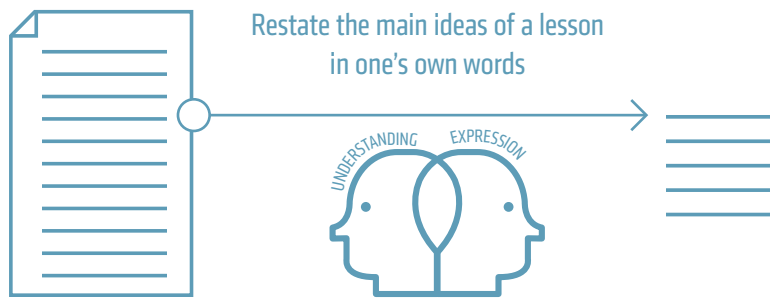 Restate the main ideas of a lesson
in one's own words
UNDERSTANDING
EXPRESSION